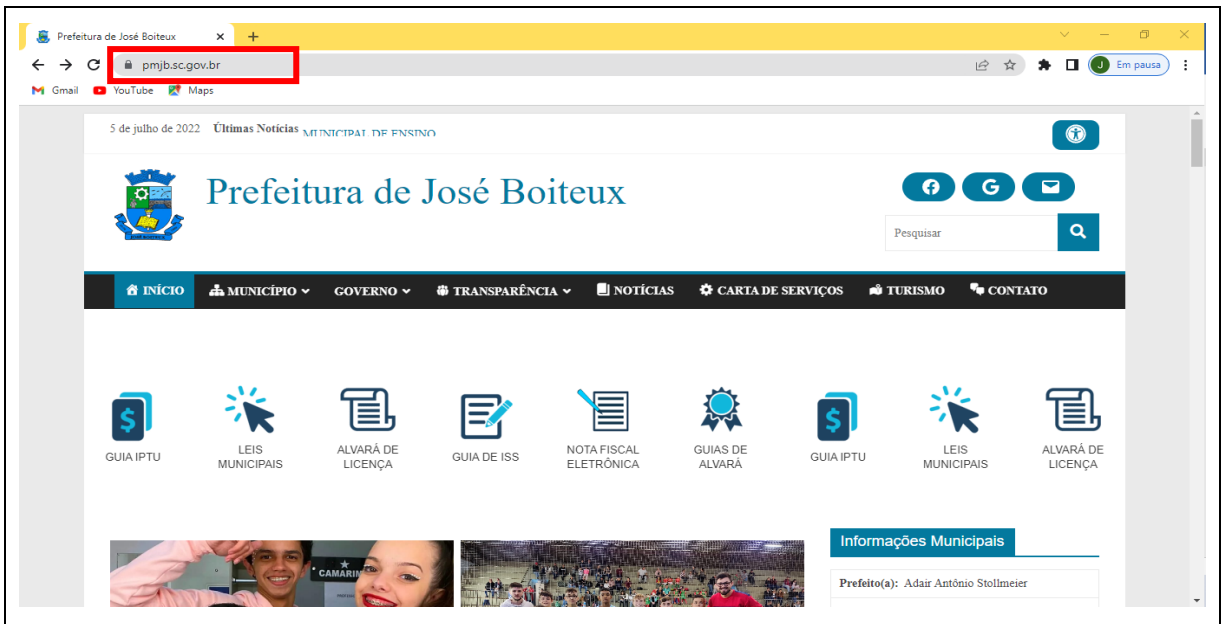 Prefeitura de José Boiteux
pmjb.sc.gov.br
J Em pausa
Gmail YouTube Maps
5 de julho de 2022 Últimas Notícias MUNICIPAL DE ENSINO
Prefeitura de José Boiteux
Pesquisar
INÍCIO MUNICÍPIO GOVERNO TRANSPARÊNCIA NOTÍCIAS CARTA DE SERVIÇOS TURISMO CONTATO
GUIA IPTU
LEIS
MUNICIPAIS
ALVARÁ DE
LICENÇA
GUIA DE ISS
NOTA FISCAL
ELETRÔNICA
GUIAS DE
ALVARÁ
GUIA IPTU
LEIS
MUNICIPAIS
ALVARÁ DE
LICENÇA
CAMARIM
Informações Municipais
Prefeito(a): Adair Antônio Stollmeier